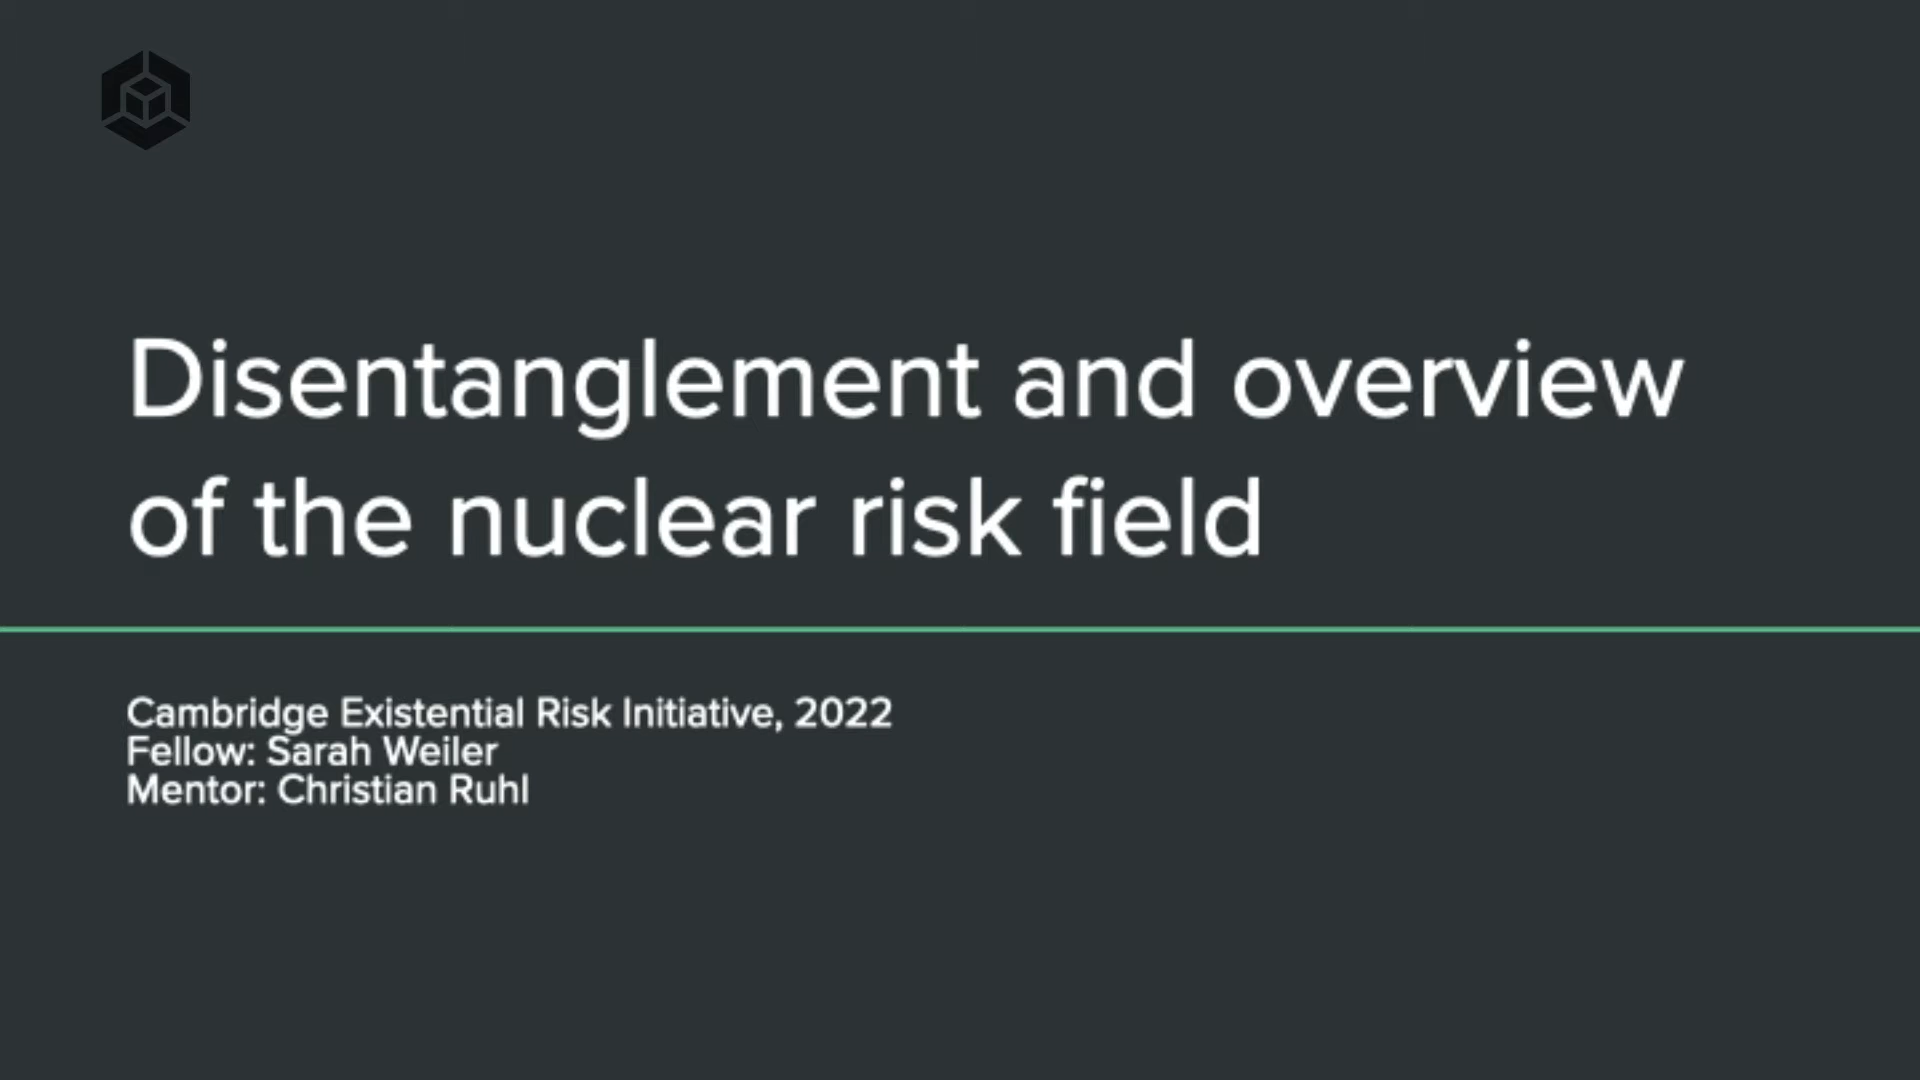 Disentanglement and overview
of the nuclear risk field
Cambridge Existential Risk Initiative, 2022
Fellow: Sarah Weiler
Mentor: Christian Ruhl